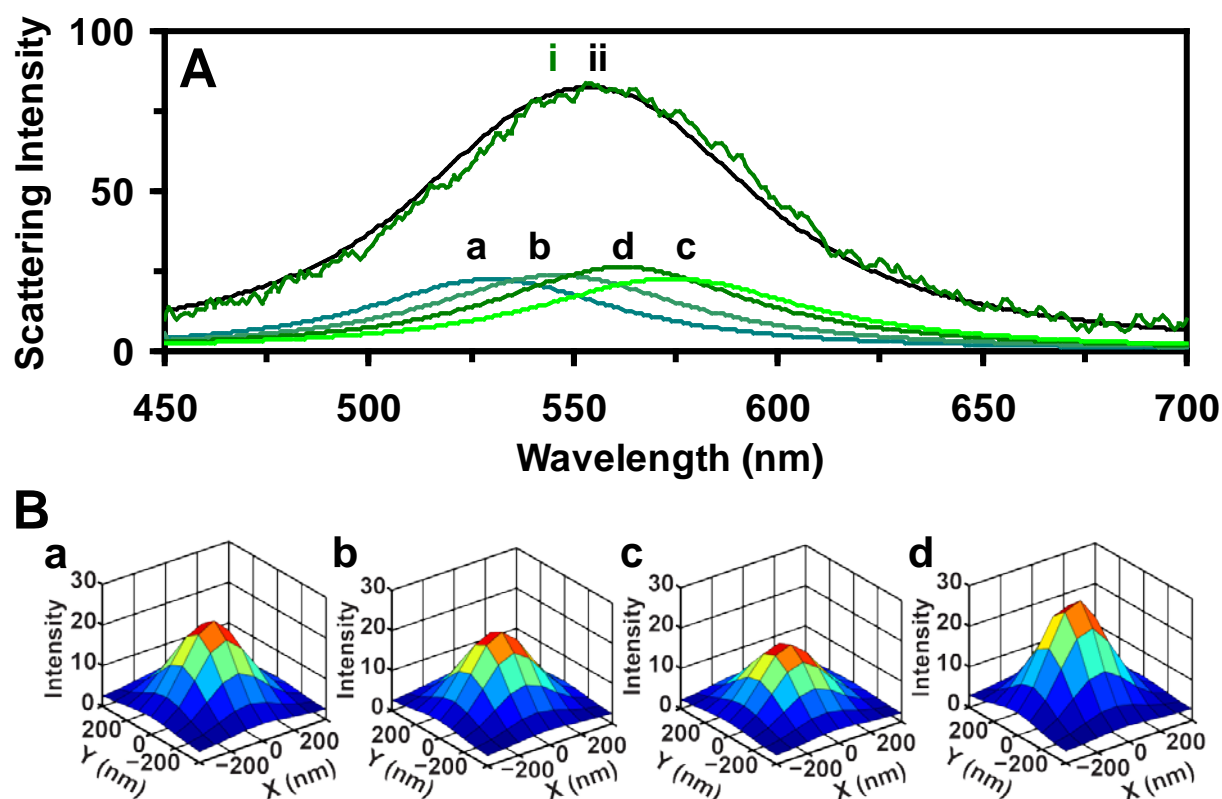 A
i ii
100
50
0
Scattering Intensity
a b d c
450 500 550 600 650 700
Wavelength (nm)
B
a
30
20
10
0
Intensity
200
0
−200
Y (nm)
−200
0
200
X (nm)
b
30
20
10
0
Intensity
200
0
−200
Y (nm)
−200
0
200
X (nm)
c
30
20
10
0
Intensity
200
0
−200
Y (nm)
−200
0
200
X (nm)
d
30
20
10
0
Intensity
200
0
−200
Y (nm)
−200
0
200
X (nm)